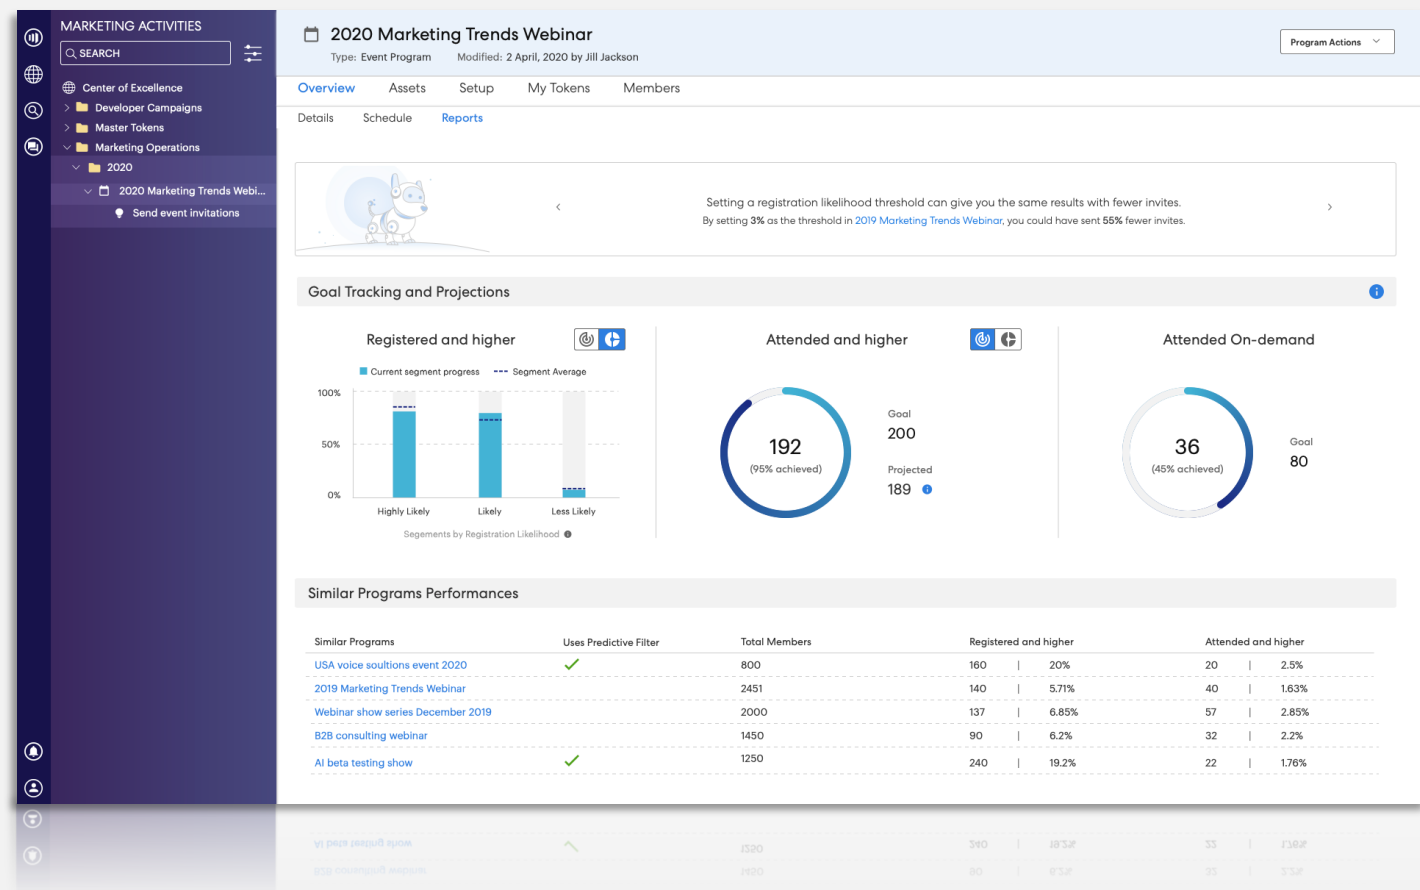 MARKETING ACTIVITIES
SEARCH
Center of Excellence
Developer Campaigns
Master Tokens
Marketing Operations
2020
2020 Marketing Trends Webi...
Send event invitations
2020 Marketing Trends Webinar
Type: Event Program Modified: 2 April, 2020 by Jill Jackson
Program Actions
Overview Assets Setup My Tokens Members
Details Schedule Reports
Setting a registration likelihood threshold can give you the same results with fewer invites.
By setting 3% as the threshold in 2019 Marketing Trends Webinar, you could have sent 55% fewer invites.
Goal Tracking and Projections
Registered and higher
Current segment progress Segment Average
100%
50%
0%
Highly Likely Likely Less Likely
Segements by Registration Likelihood
Attended and higher
192
(95% achieved)
Goal
200
Projected
189
Attended On-demand
36
(45% achieved)
Goal
80
Similar Programs Performances
Similar Programs Uses Predictive Filter Total Members Registered and higher Attended and higher
USA voice soultions event 2020 800 160 | 20% 20 | 2.5%
2019 Marketing Trends Webinar 2451 140 | 5.71% 40 | 1.63%
Webinar show series December 2019 2000 137 | 6.85% 57 | 2.85%
B2B consulting webinar 1450 90 | 6.2% 32 | 2.2%
AI beta testing show 1250 240 | 19.2% 22 | 1.76%